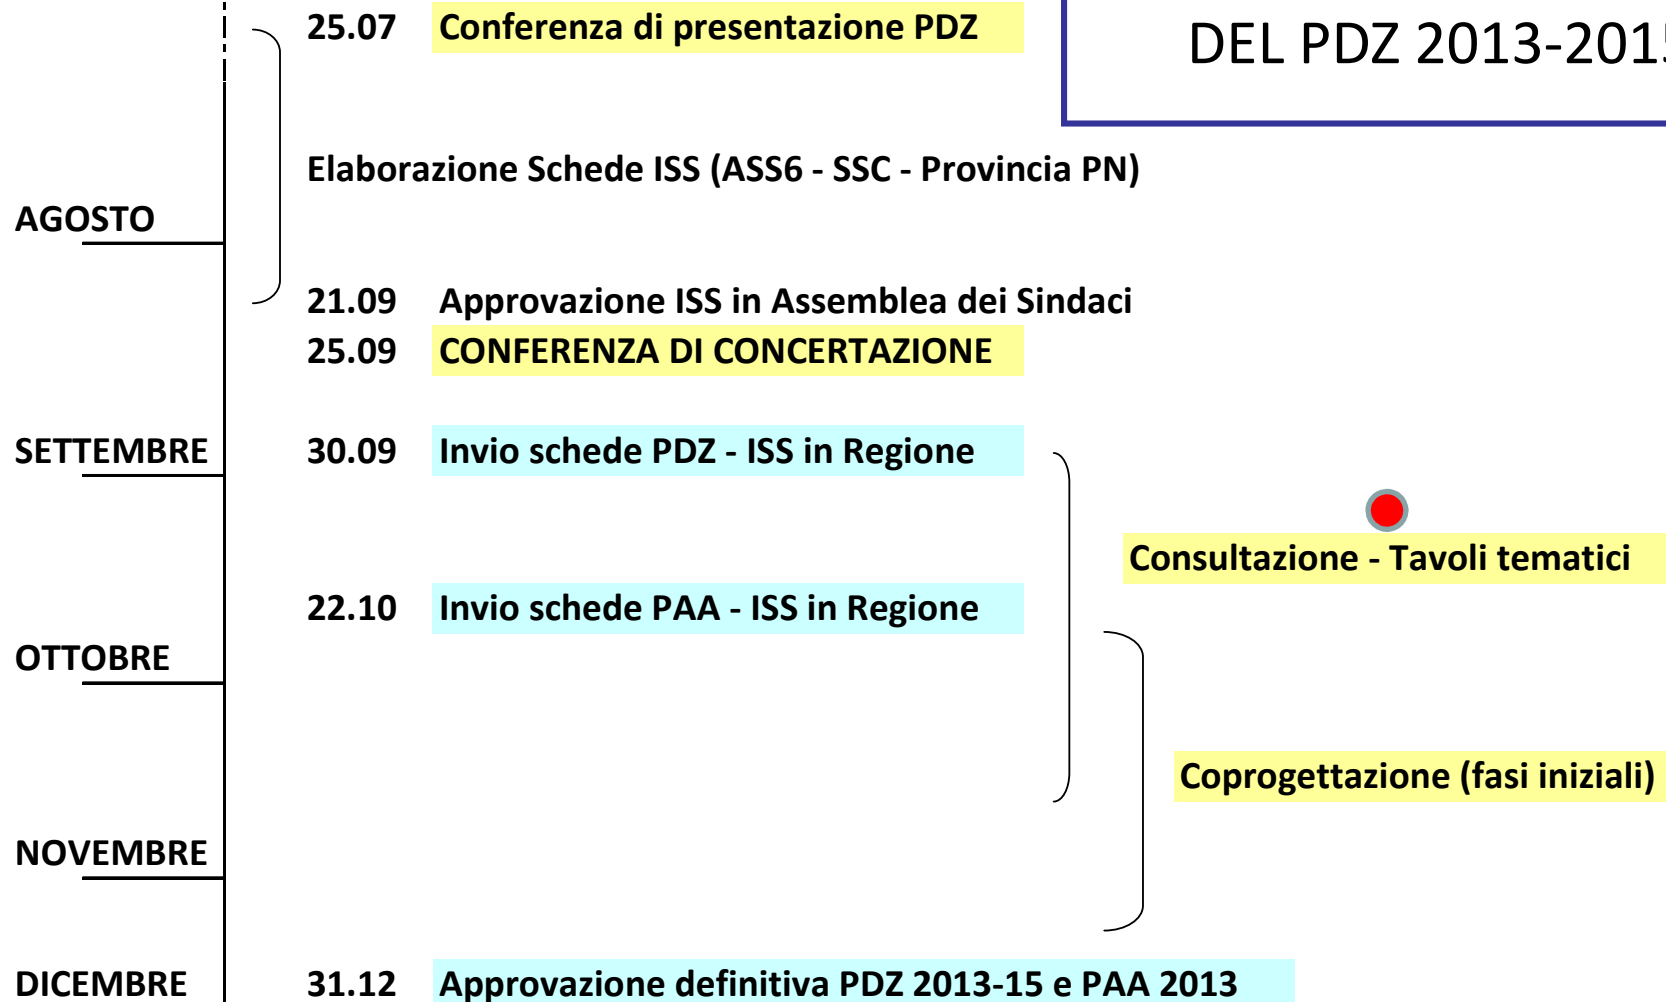 25.07 Conferenza di presentazione PDZ
DEL PDZ 2013-2015
Elaborazione Schede ISS (ASS6 - SSC - Provincia PN)
AGOSTO
21.09 Approvazione ISS in Assemblea dei Sindaci
25.09 CONFERENZA DI CONCERTAZIONE
SETTEMBRE 30.09 Invio schede PDZ - ISS in Regione
Consultazione - Tavoli tematici
22.10 Invio schede PAA - ISS in Regione
OTTOBRE
Coprogettazione (fasi iniziali)
NOVEMBRE
DICEMBRE 31.12 Approvazione definitiva PDZ 2013-15 e PAA 2013